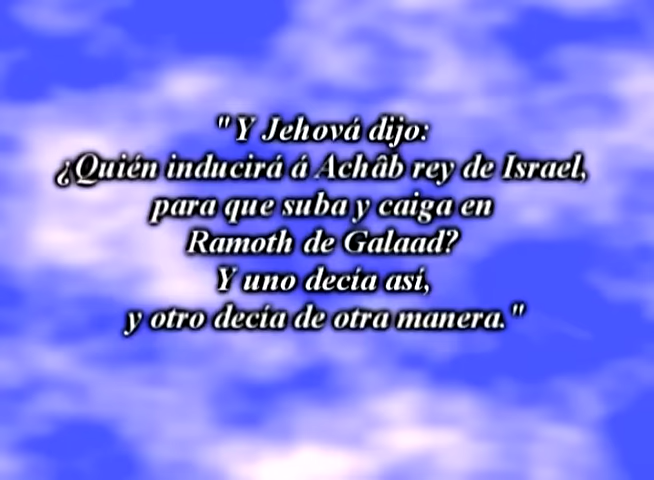 "Y Jehová dijo:
¿Quién inducirá á Achâb rey de Israel,
para que suba y caiga en
Ramoth de Galaad?
Y uno decía así,
y otro decía de otra manera."